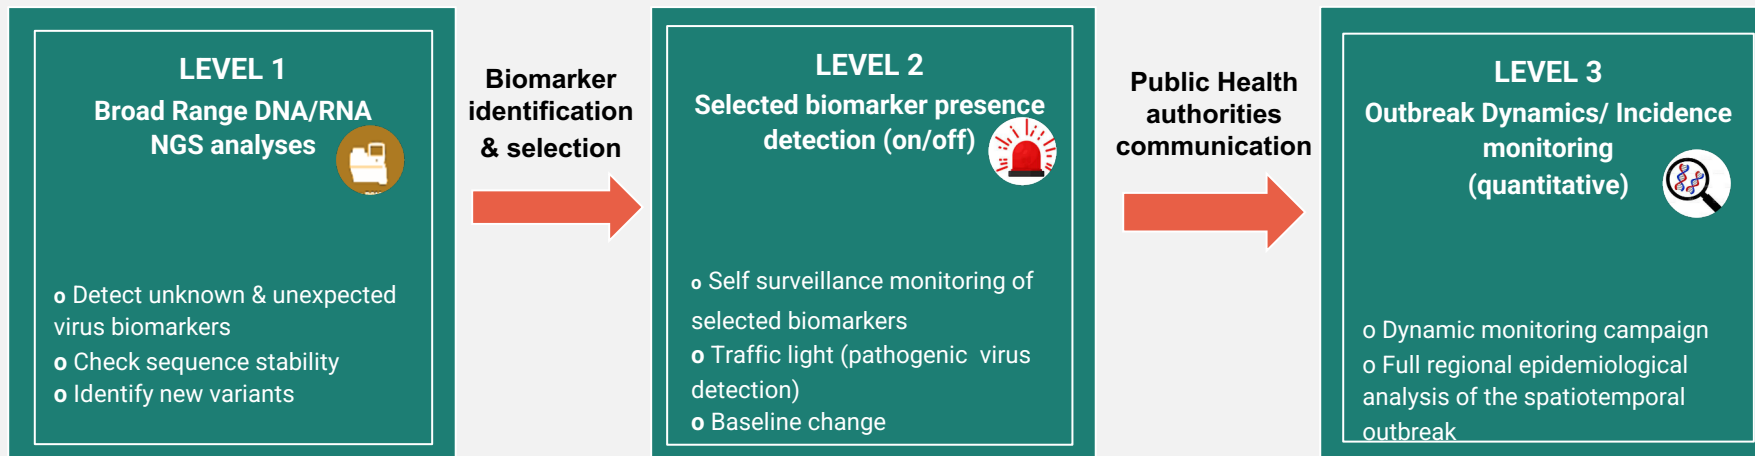 LEVEL 1
Broad Range DNA/RNA
NGS analyses
o Detect unknown & unexpected
virus biomarkers
o Check sequence stability
o Identify new variants
Biomarker
identification
& selection
LEVEL 2
Selected biomarker presence
detection (on/off)
o Self surveillance monitoring of
selected biomarkers
o Traffic light (pathogenic virus
detection)
o Baseline change
Public Health
authorities
communication
LEVEL 3
Outbreak Dynamics/ Incidence
monitoring
(quantitative)
o Dynamic monitoring campaign
o Full regional epidemiological
analysis of the spatiotemporal
outbreak